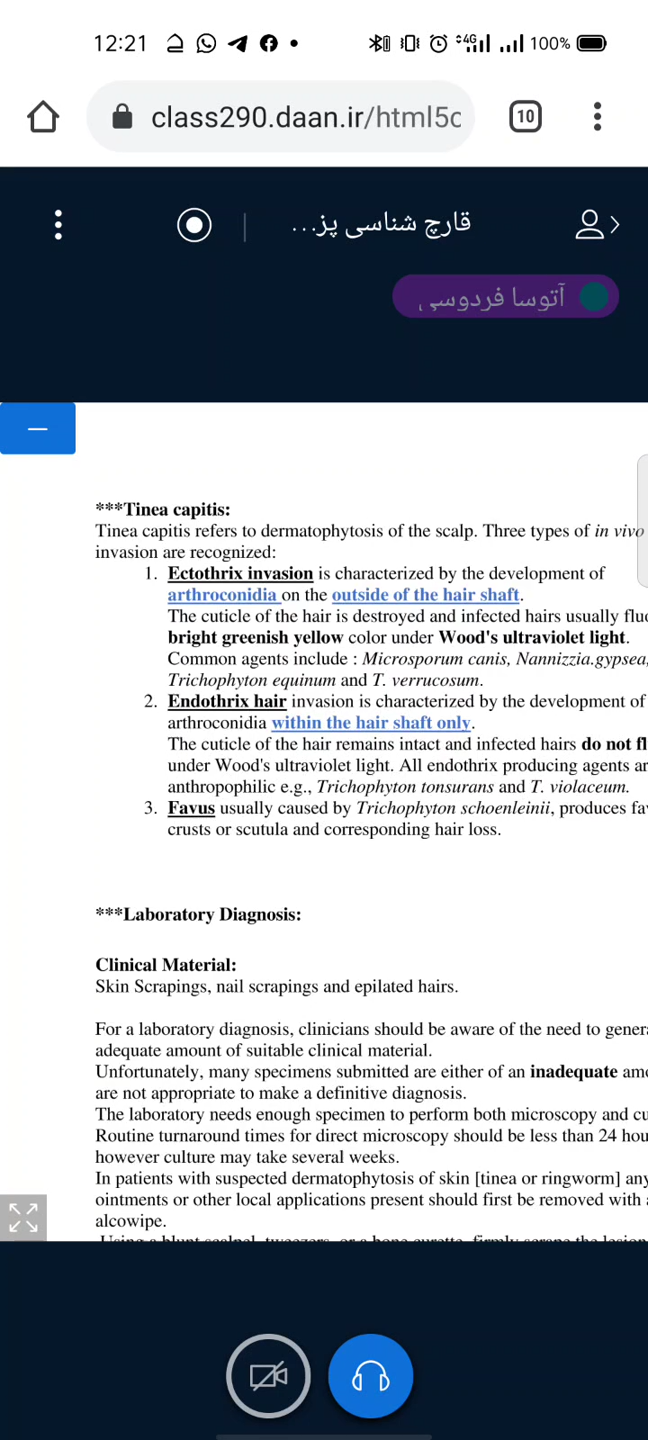 12:21
4G
100%
class290.daan.ir/html5c
10
قارچ شناسی پز...
آتوسا فردوسی
***Tinea capitis:
Tinea capitis refers to dermatophytosis of the scalp. Three types of in vivo
invasion are recognized:
1. Ectothrix invasion is characterized by the development of
arthroconidia on the outside of the hair shaft.
The cuticle of the hair is destroyed and infected hairs usually fluo
bright greenish yellow color under Wood's ultraviolet light.
Common agents include : Microsporum canis, Nannizzia.gypsea,
Trichophyton equinum and T. verrucosum.
2. Endothrix hair invasion is characterized by the development of
arthroconidia within the hair shaft only.
The cuticle of the hair remains intact and infected hairs do not fl
under Wood's ultraviolet light. All endothrix producing agents ar
anthropophilic e.g., Trichophyton tonsurans and T. violaceum.
3. Favus usually caused by Trichophyton schoenleinii, produces fav
crusts or scutula and corresponding hair loss.
***Laboratory Diagnosis:
Clinical Material:
Skin Scrapings, nail scrapings and epilated hairs.
For a laboratory diagnosis, clinicians should be aware of the need to genera
adequate amount of suitable clinical material.
Unfortunately, many specimens submitted are either of an inadequate amo
are not appropriate to make a definitive diagnosis.
The laboratory needs enough specimen to perform both microscopy and cu
Routine turnaround times for direct microscopy should be less than 24 hou
however culture may take several weeks.
In patients with suspected dermatophytosis of skin [tinea or ringworm] any
ointments or other local applications present should first be removed with a
alcowipe.
Using a blunt scalpel, tweezers, or a bone curette, firmly scrape the lesion